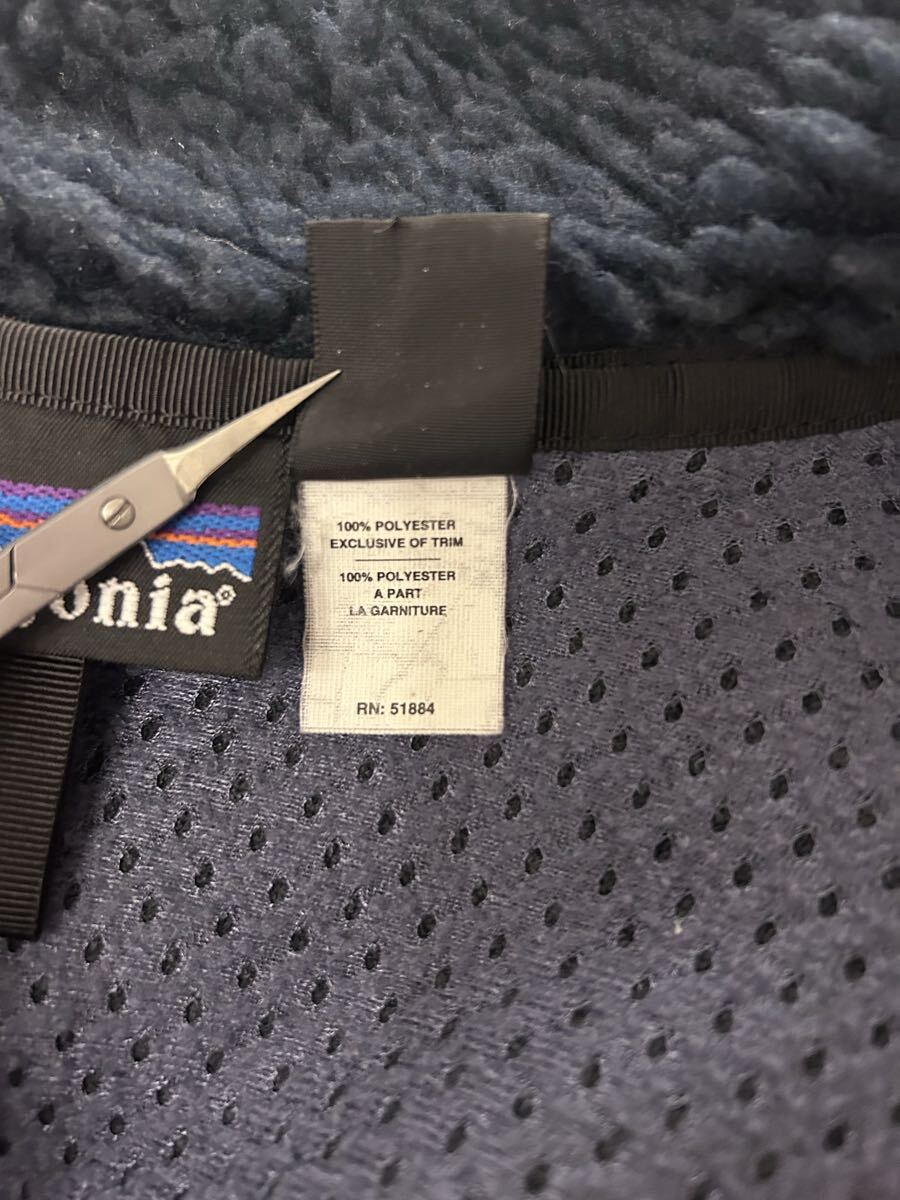 onia®
100% POLYESTER
EXCLUSIVE OF TRIM
100% POLYESTER
A PART
LA GARNITURE
RN: 51884